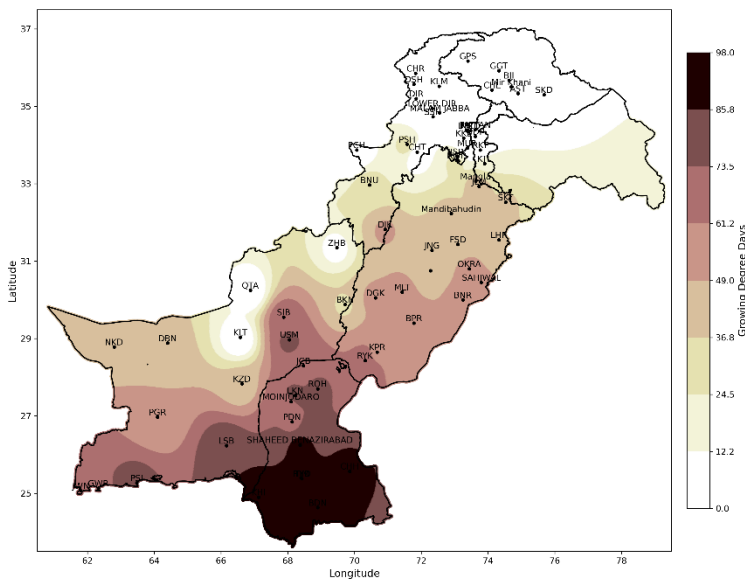 37
35
33
31
29
27
25
Latitude
62
64
66
68
70
72
74
76
78
Longitude
98.0
85.8
73.5
61.2
49.0
36.8
24.5
12.2
0.0
Growing Degree Days
GPS
CHR
GGT
DSH
KLM
BJI
Mir Khani
CHL
AST
SKD
DIR
LOWER DIR
MALAM JABBA
PCH
PSH
CHT
BNU
Mangla
SKT
Mandibahudin
DIK
ZHB
JNG
FSD
LHR
OKRA
SAHIWAL
QTA
BKN
DGK
MLI
BNR
SIB
BPR
NKD
DBN
KLT
USM
KPR
RYK
JCB
KZD
ROH
LKN
MOINJODARO
PGR
PDN
LSB
SHAHEED BENAZIRABAD
PSI
GWR
JWN